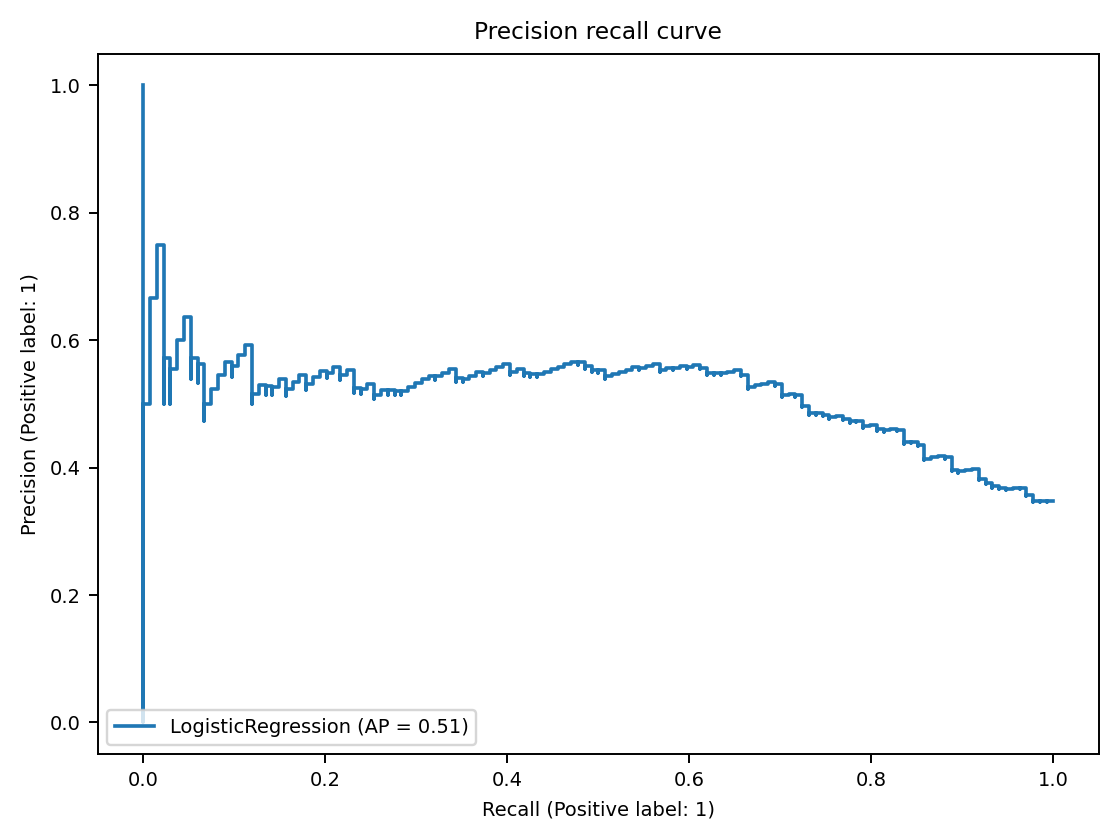 Precision recall curve
Precision (Positive label: 1)
1.0
0.8
0.6
0.4
0.2
0.0
LogisticRegression (AP = 0.51)
0.0 0.2 0.4 0.6 0.8 1.0
Recall (Positive label: 1)